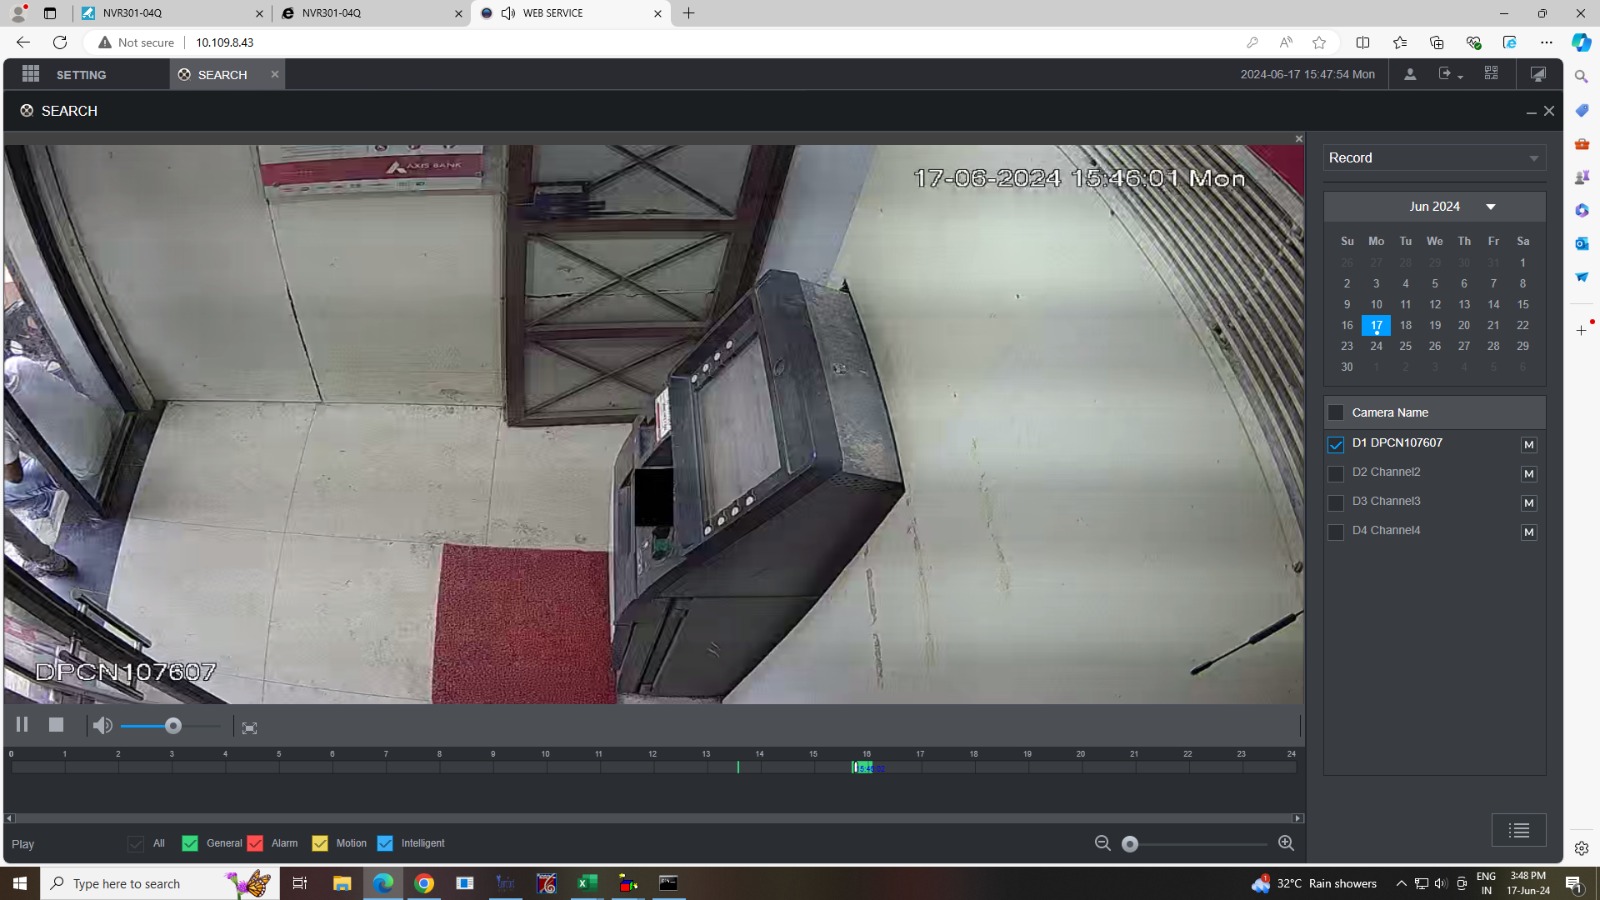 NVR301-04Q
NVR301-04Q
WEB SERVICE
Not secure
10.109.8.43
SETTING
SEARCH
2024-06-17 15:47:54 Mon
SEARCH
AXIS BANK
17-06-2024 15:46:01 Mon
DPCN107607
Record
Jun 2024
Su Mo Tu We Th Fr Sa
26 27 28 29 30 31 1
2 3 4 5 6 7 8
9 10 11 12 13 14 15
16 17 18 19 20 21 22
23 24 25 26 27 28 29
30 1 2 3 4 5 6
Camera Name
D1 DPCN107607 M
D2 Channel2 M
D3 Channel3 M
D4 Channel4 M
0 1 2 3 4 5 6 7 8 9 10 11 12 13 14 15 16 17 18 19 20 21 22 23 24
Play
All
General
Alarm
Motion
Intelligent
Type here to search
32°C Rain showers
ENG
IN
3:48 PM
17-Jun-24
1